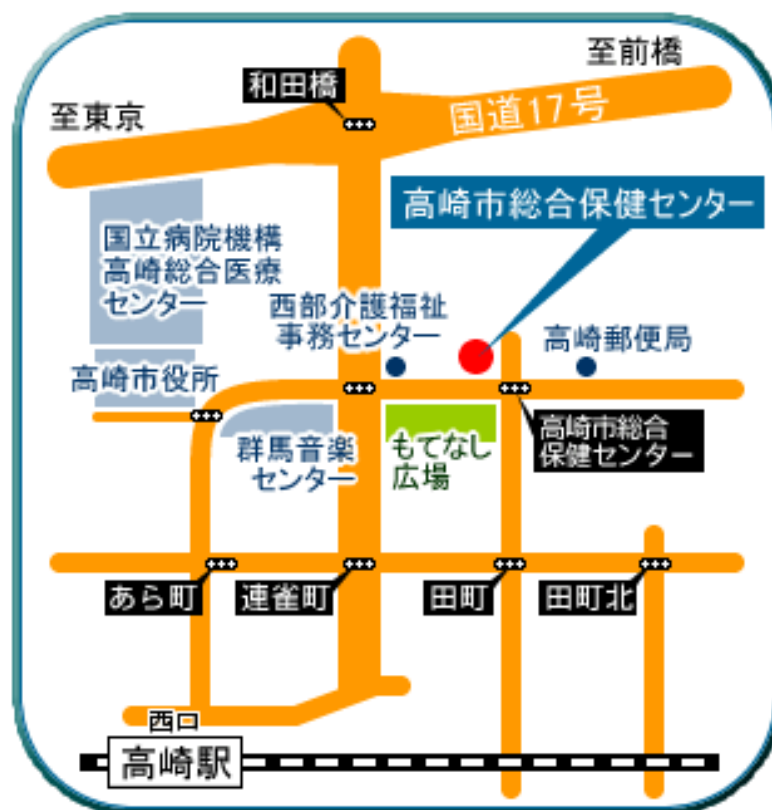 至前橋
和田橋
至東京
国道17号
高崎市総合保健センター
国立病院機構
高崎総合医療
センター
西部介護福祉
事務センター
高崎郵便局
高崎市役所
高崎市総合
保健センター
群馬音楽
センター
もてなし
広場
あら町
連雀町
田町
田町北
西口
高崎駅